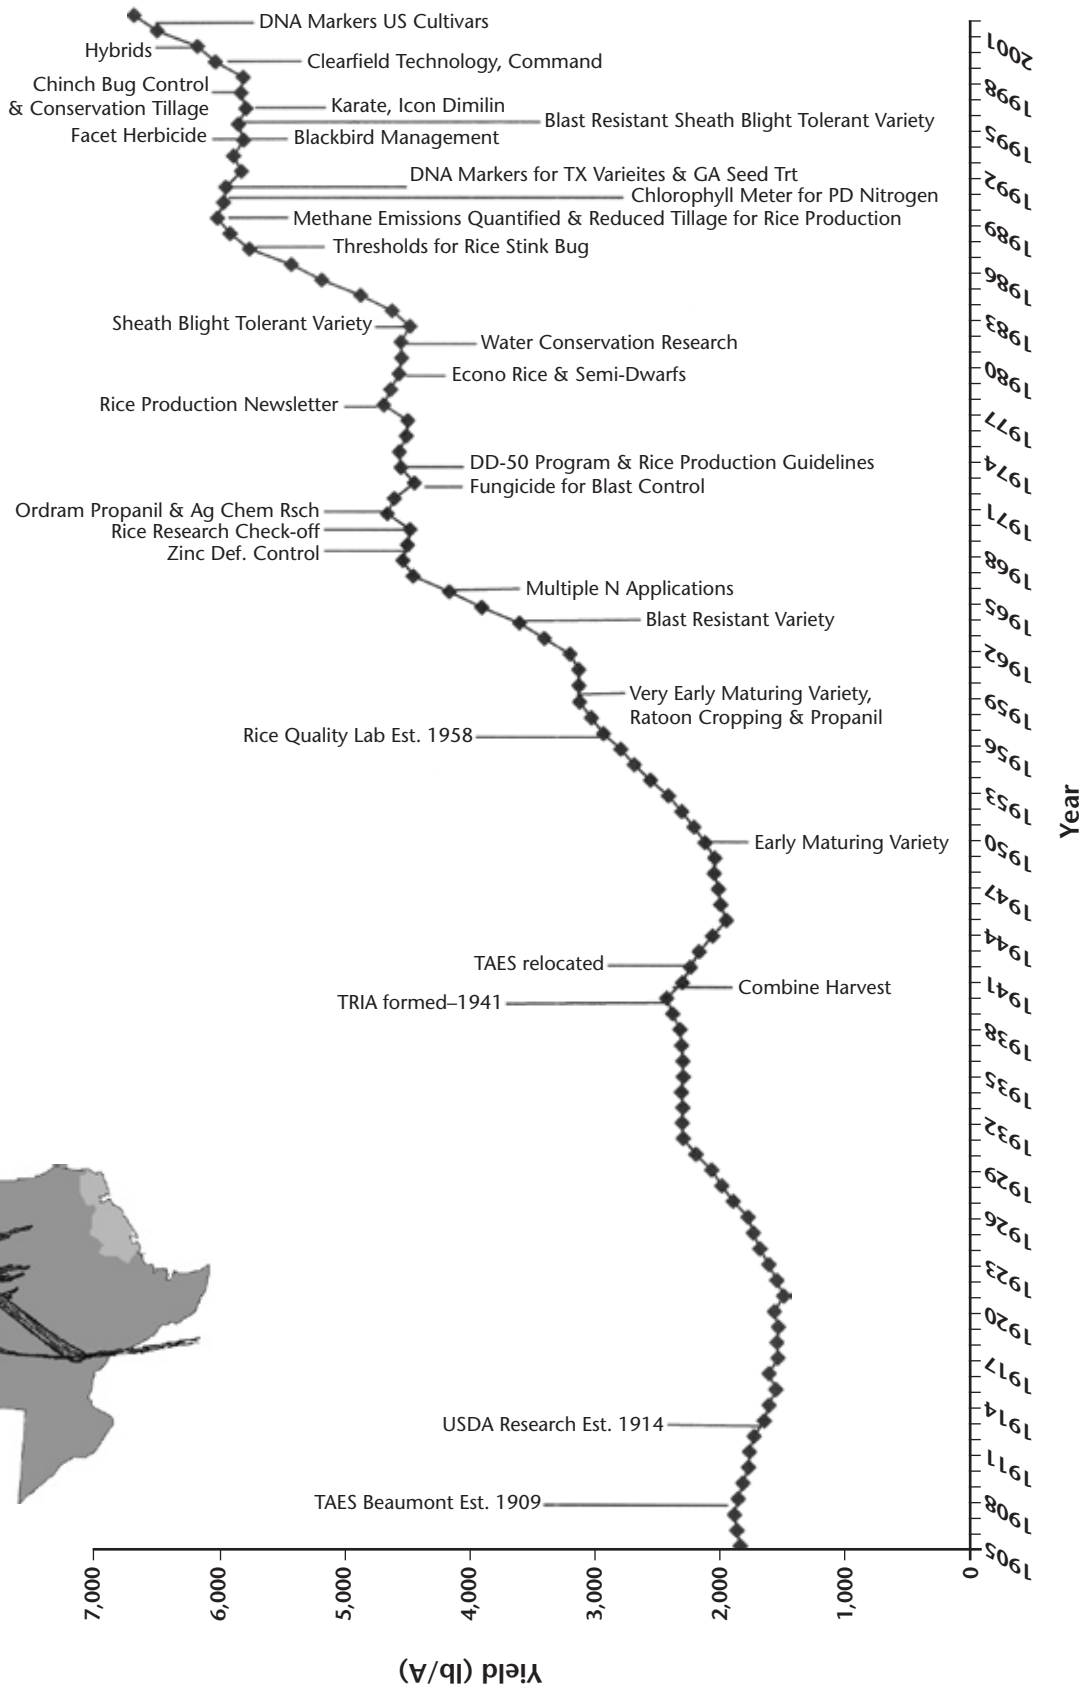 DNA Markers US Cultivars
Hybrids
Clearfield Technology, Command
Chinch Bug Control
& Conservation Tillage
Karate, Icon Dimilin
Blast Resistant Sheath Blight Tolerant Variety
Facet Herbicide
Blackbird Management
DNA Markers for TX Varieites & GA Seed Trt
Chlorophyll Meter for PD Nitrogen
Methane Emissions Quantified & Reduced Tillage for Rice Production
Thresholds for Rice Stink Bug
Sheath Blight Tolerant Variety
Water Conservation Research
Econo Rice & Semi-Dwarfs
Rice Production Newsletter
DD-50 Program & Rice Production Guidelines
Fungicide for Blast Control
Ordram Propanil & Ag Chem Rsch
Rice Research Check-off
Zinc Def. Control
Multiple N Applications
Blast Resistant Variety
Very Early Maturing Variety,
Ratoon Cropping & Propanil
Rice Quality Lab Est. 1958
Early Maturing Variety
TAES relocated
Combine Harvest
TRIA formed–1941
USDA Research Est. 1914
TAES Beaumont Est. 1909
2001
1998
1995
1992
1989
1986
1983
1980
1977
1974
1971
1968
1965
1962
1959
1956
1953
1950
1947
1944
1941
1938
1935
1932
1929
1926
1923
1920
1917
1914
1911
1908
1905
Year
7,000
6,000
5,000
4,000
3,000
2,000
1,000
0
Yield (lb/A)